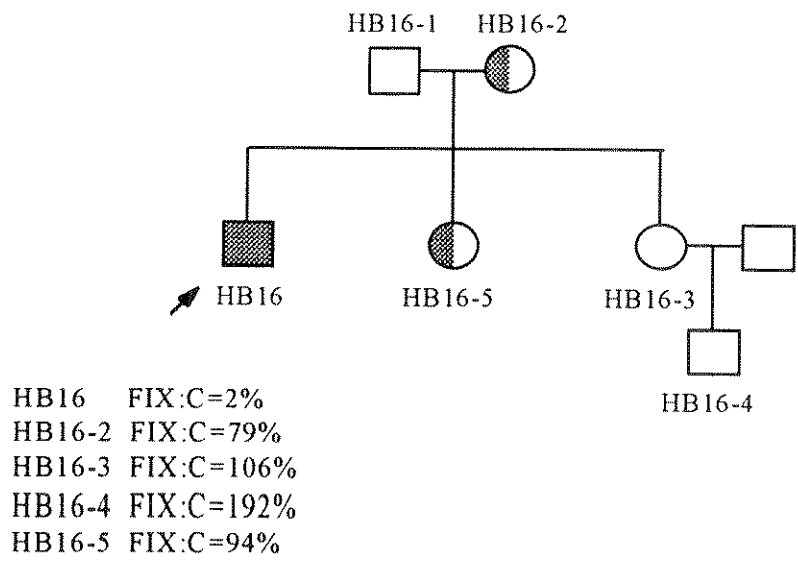 HB16-1 HB16-2
HB16 HB16-5 HB16-3
HB16-4
HB16 FIX:C=2%
HB16-2 FIX:C=79%
HB16-3 FIX:C=106%
HB16-4 FIX:C=192%
HB16-5 FIX:C=94%